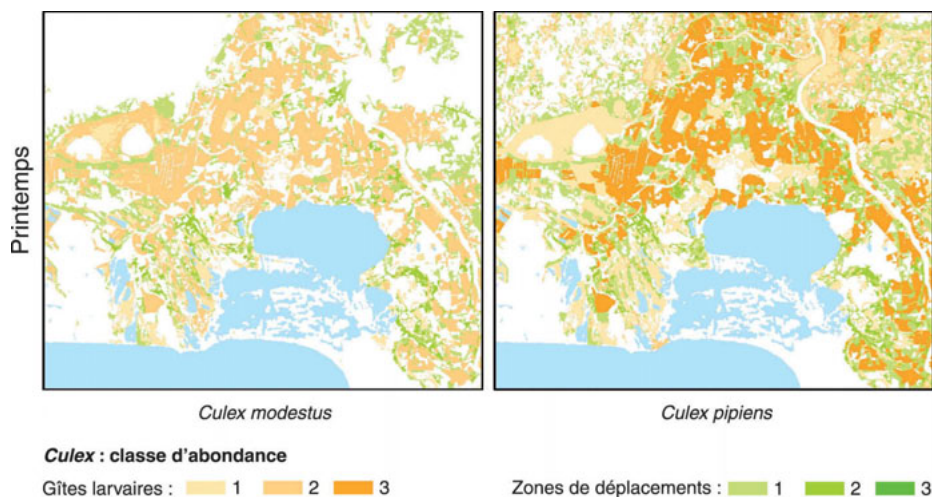 Printemps
Culex modestus
Culex pipiens
Culex : classe d'abondance
Gîtes larvaires : 1 2 3
Zones de déplacements : 1 2 3